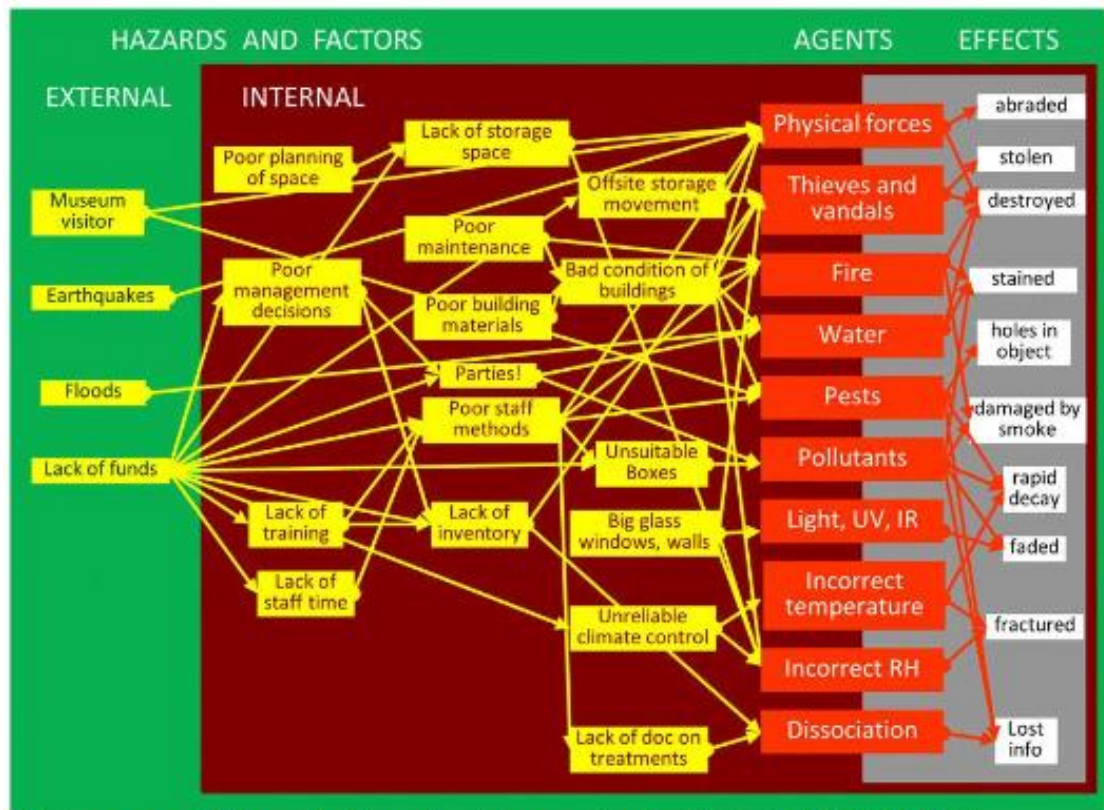 HAZARDS AND FACTORS
AGENTS
EFFECTS
EXTERNAL
INTERNAL
Museum
visitor
Earthquakes
Floods
Lack of funds
Poor planning
of space
Poor
management
decisions
Lack of
training
Lack of
staff time
Lack of storage
space
Poor
maintenance
Poor building
materials
Parties!
Poor staff
methods
Lack of
inventory
Offsite storage
movement
Bad condition of
buildings
Unsuitable
Boxes
Big glass
windows, walls
Unreliable
climate control
Lack of doc on
treatments
Physical forces
Thieves and
vandals
Fire
Water
Pests
Pollutants
Light, UV, IR
Incorrect
temperature
Incorrect RH
Dissociation
abraded
stolen
destroyed
stained
holes in
object
damaged by
smoke
rapid
decay
faded
fractured
Lost
info